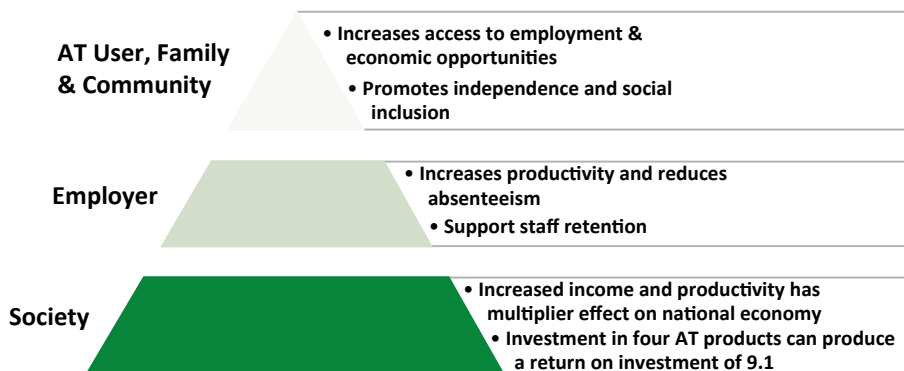 AT User, Family
& Community
• Increases access to employment &
economic opportunities
• Promotes independence and social
inclusion
Employer
• Increases productivity and reduces
absenteeism
• Support staff retention
Society
• Increased income and productivity has
multiplier effect on national economy
• Investment in four AT products can produce
a return on investment of 9.1